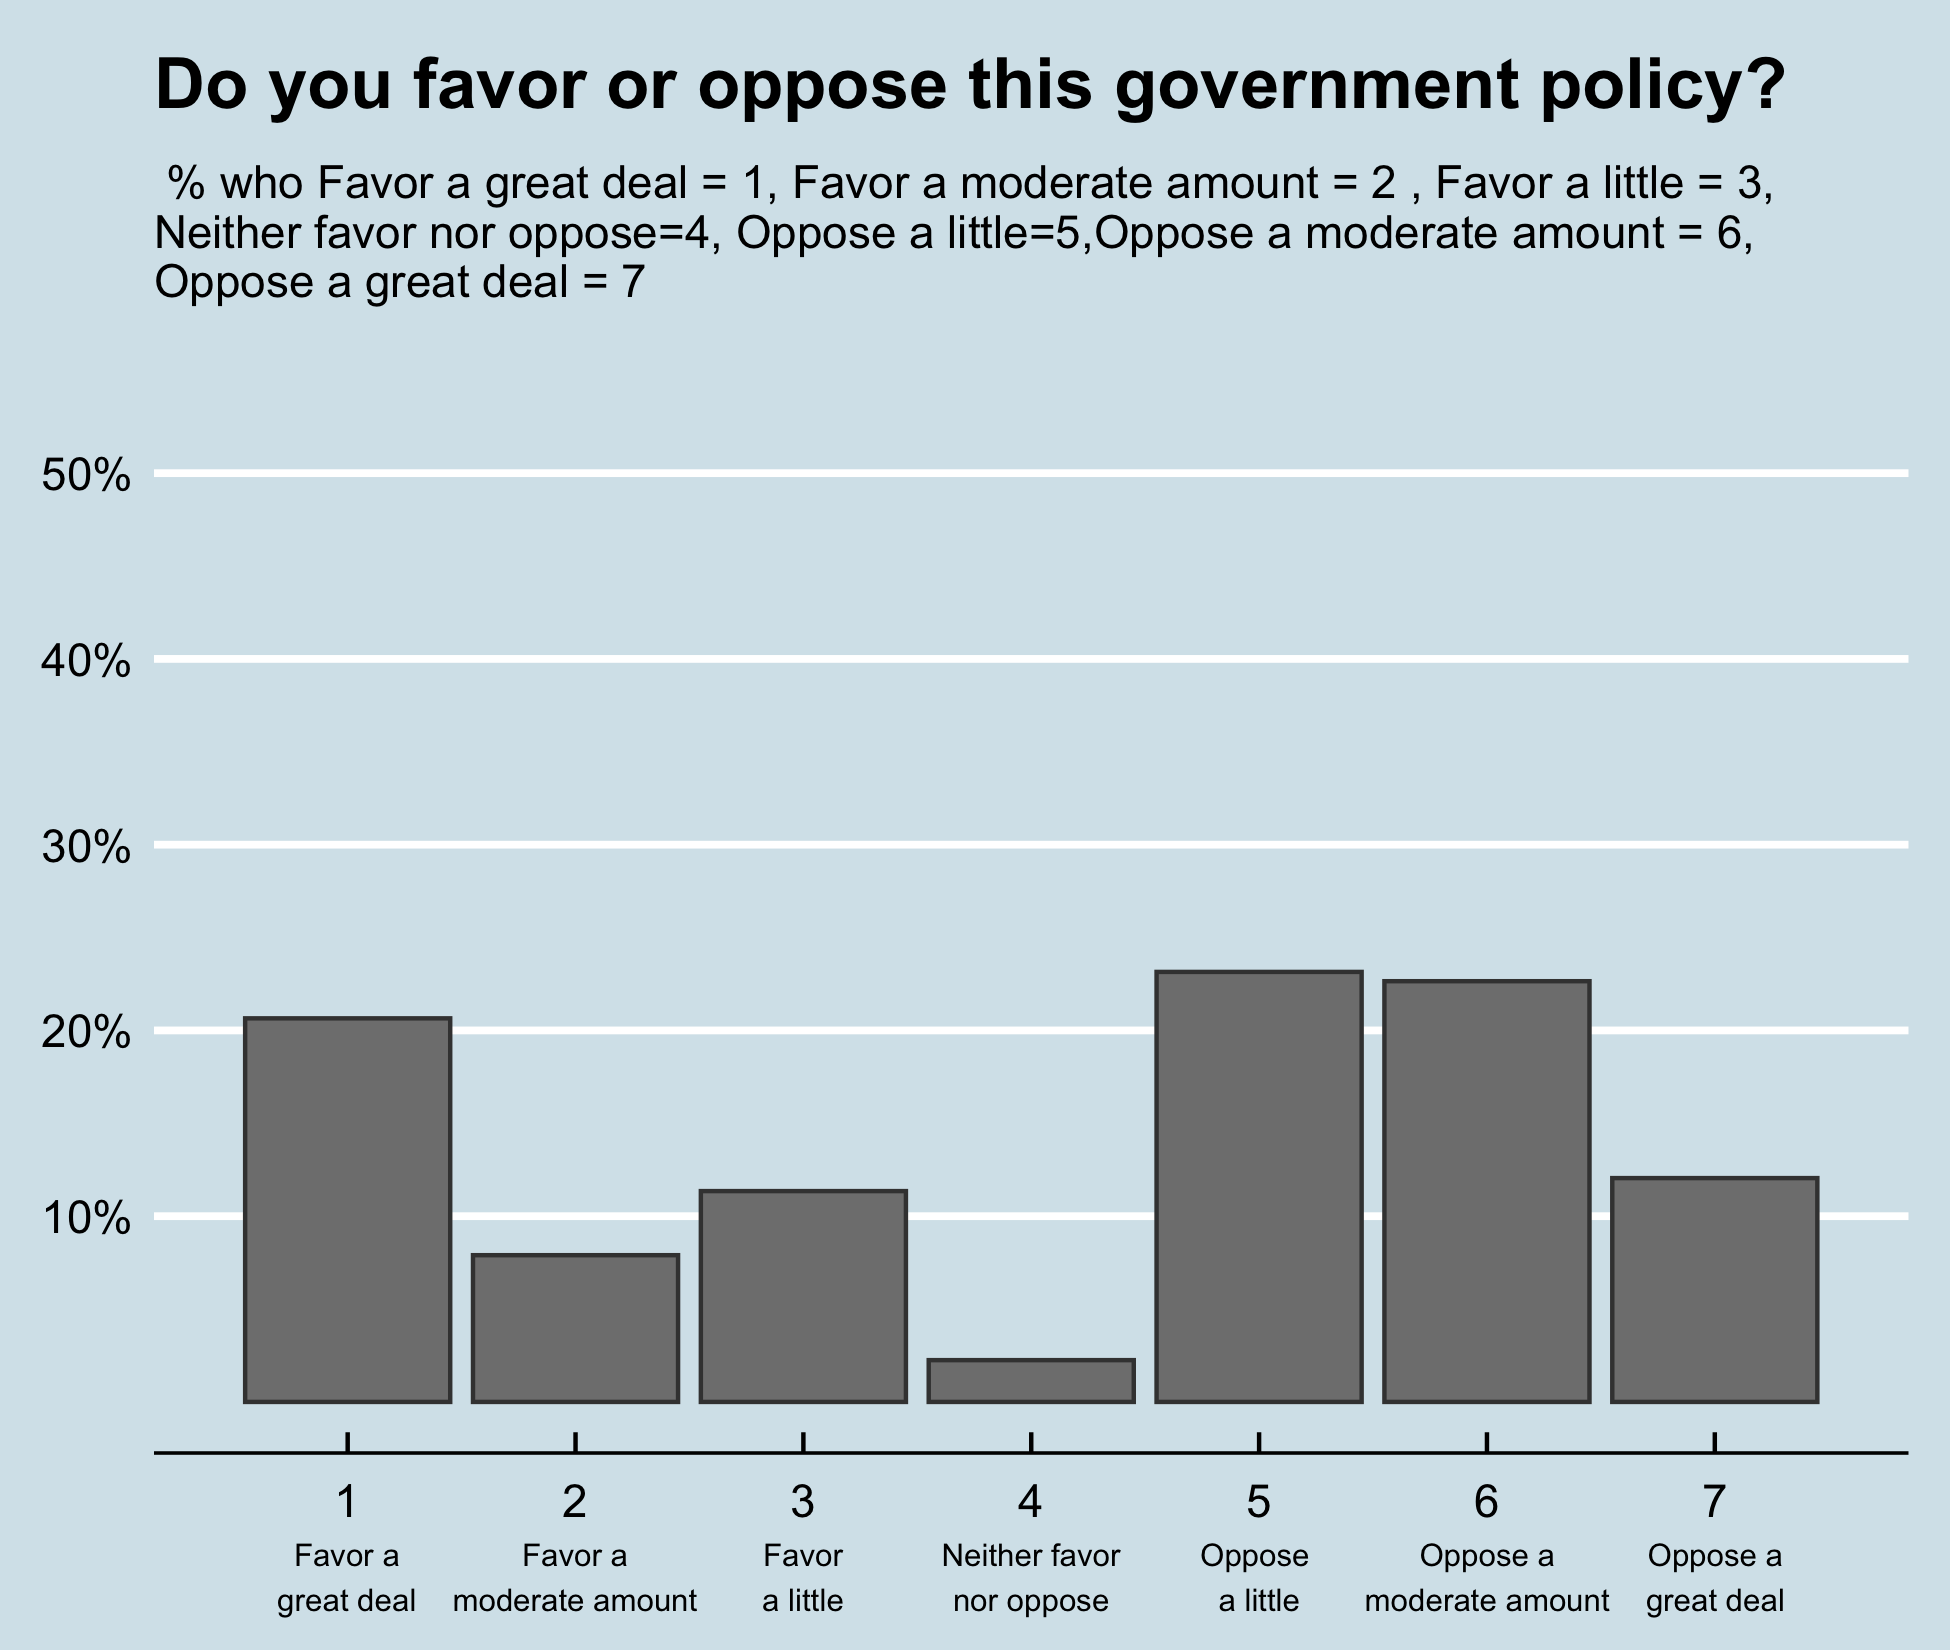 Do you favor or oppose this government policy?
% who Favor a great deal = 1, Favor a moderate amount = 2 , Favor a little = 3,
Neither favor nor oppose=4, Oppose a little=5,Oppose a moderate amount = 6,
Oppose a great deal = 7
50%
40%
30%
20%
10%
1 2 3 4 5 6 7
Favor a Favor a Favor Neither favor Oppose Oppose a Oppose a
great deal moderate amount a little nor oppose a little moderate amount great deal